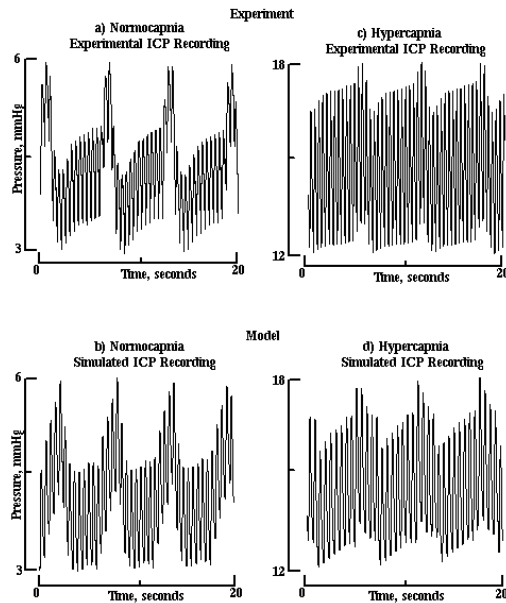 Experiment
a) Normocapnia
Experimental ICP Recording
6
Pressure, mmHg
3
0
20
Time, seconds
c) Hypercapnia
Experimental ICP Recording
18
12
0
20
Time, seconds
Model
b) Normocapnia
Simulated ICP Recording
6
Pressure, mmHg
3
0
20
Time, seconds
d) Hypercapnia
Simulated ICP Recording
18
12
0
20
Time, seconds